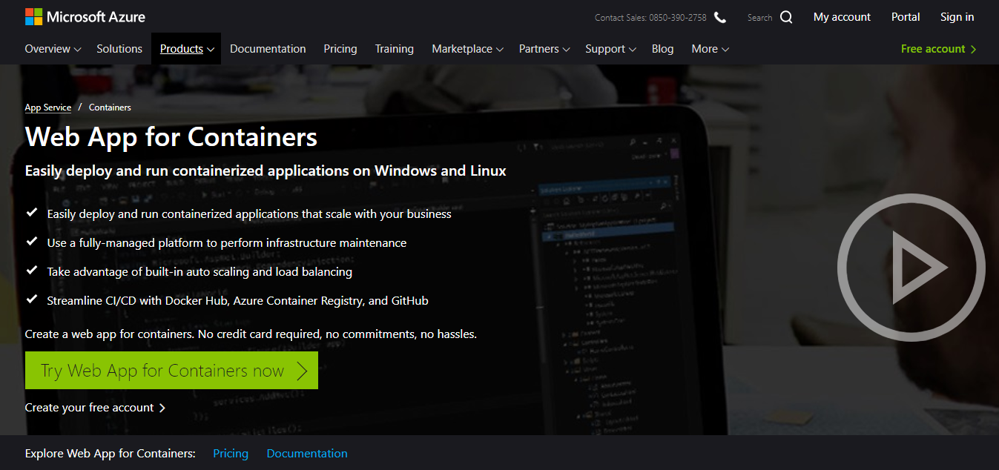 Microsoft Azure
Contact Sales: 0850-390-2758
Search
My account
Portal
Sign in
Overview
Solutions
Products
Documentation
Pricing
Training
Marketplace
Partners
Support
Blog
More
Free account
App Service / Containers
Web App for Containers
Easily deploy and run containerized applications on Windows and Linux
Easily deploy and run containerized applications that scale with your business
Use a fully-managed platform to perform infrastructure maintenance
Take advantage of built-in auto scaling and load balancing
Streamline CI/CD with Docker Hub, Azure Container Registry, and GitHub
Create a web app for containers. No credit card required, no commitments, no hassles.
Try Web App for Containers now
Create your free account
Explore Web App for Containers: Pricing Documentation